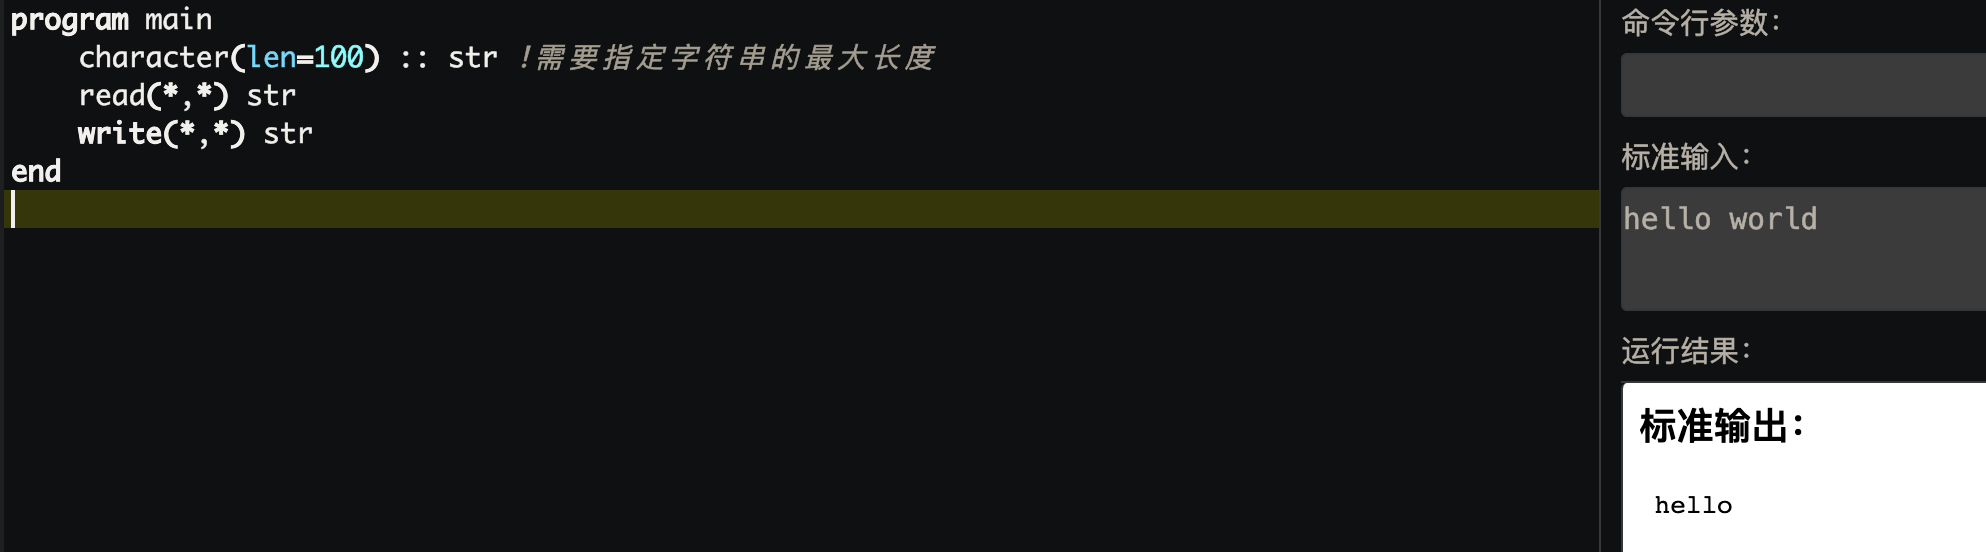 program main
    character(len=100) :: str !需要指定字符串的最大长度
    read(*,*) str
    write(*,*) str
end
命令行参数:
标准输入:
hello world
运行结果:
标准输出:
hello